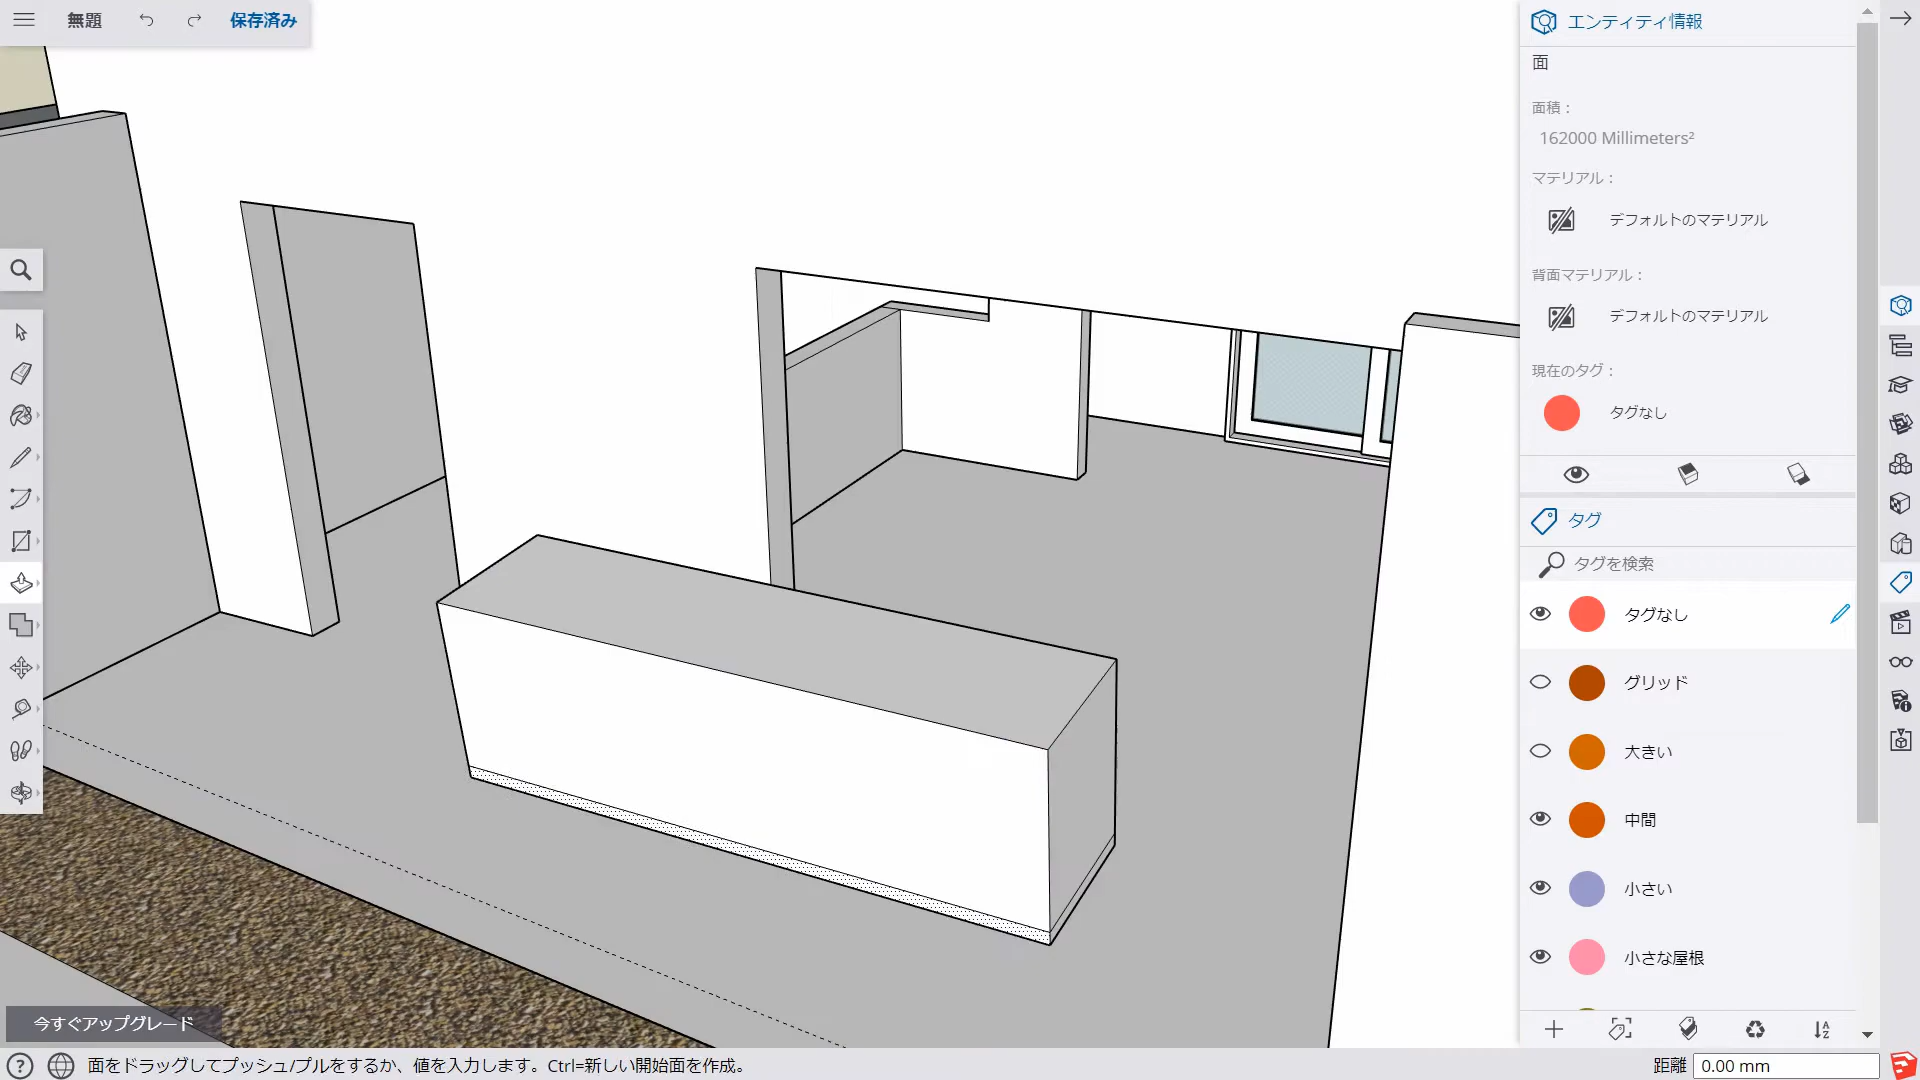 無題
保存済み
エンティティ情報
面
面積：
162000 Millimeters²
マテリアル：
デフォルトのマテリアル
背面マテリアル：
デフォルトのマテリアル
現在のタグ：
タグなし
タグ
タグを検索
タグなし
グリッド
大きい
中間
小さい
小さな屋根
今すぐアップグレード
面をドラッグしてプッシュ/プルをするか、値を入力します。Ctrl=新しい開始面を作成。
距離 0.00 mm